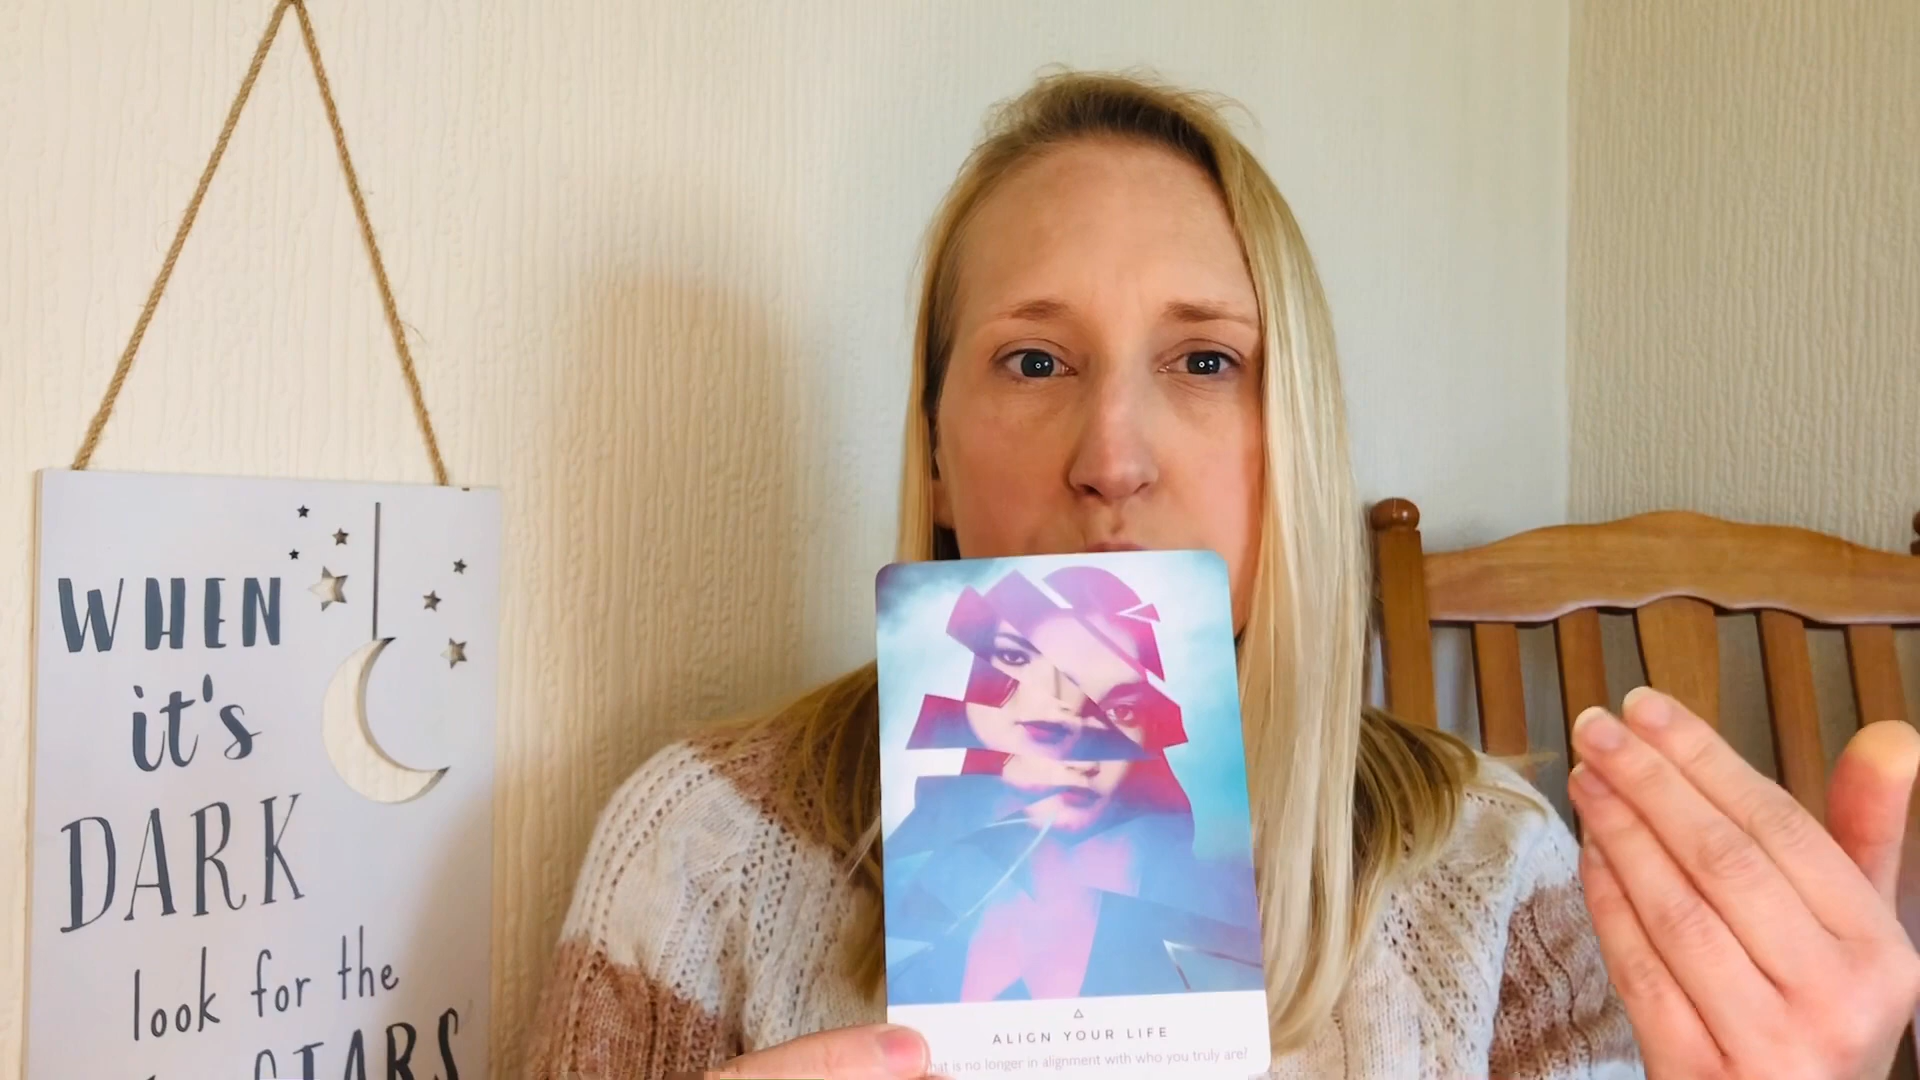 WHEN
it's
DARK
look for the
STARS
ALIGN YOUR LIFE
is no longer in alignment with who you truly are?